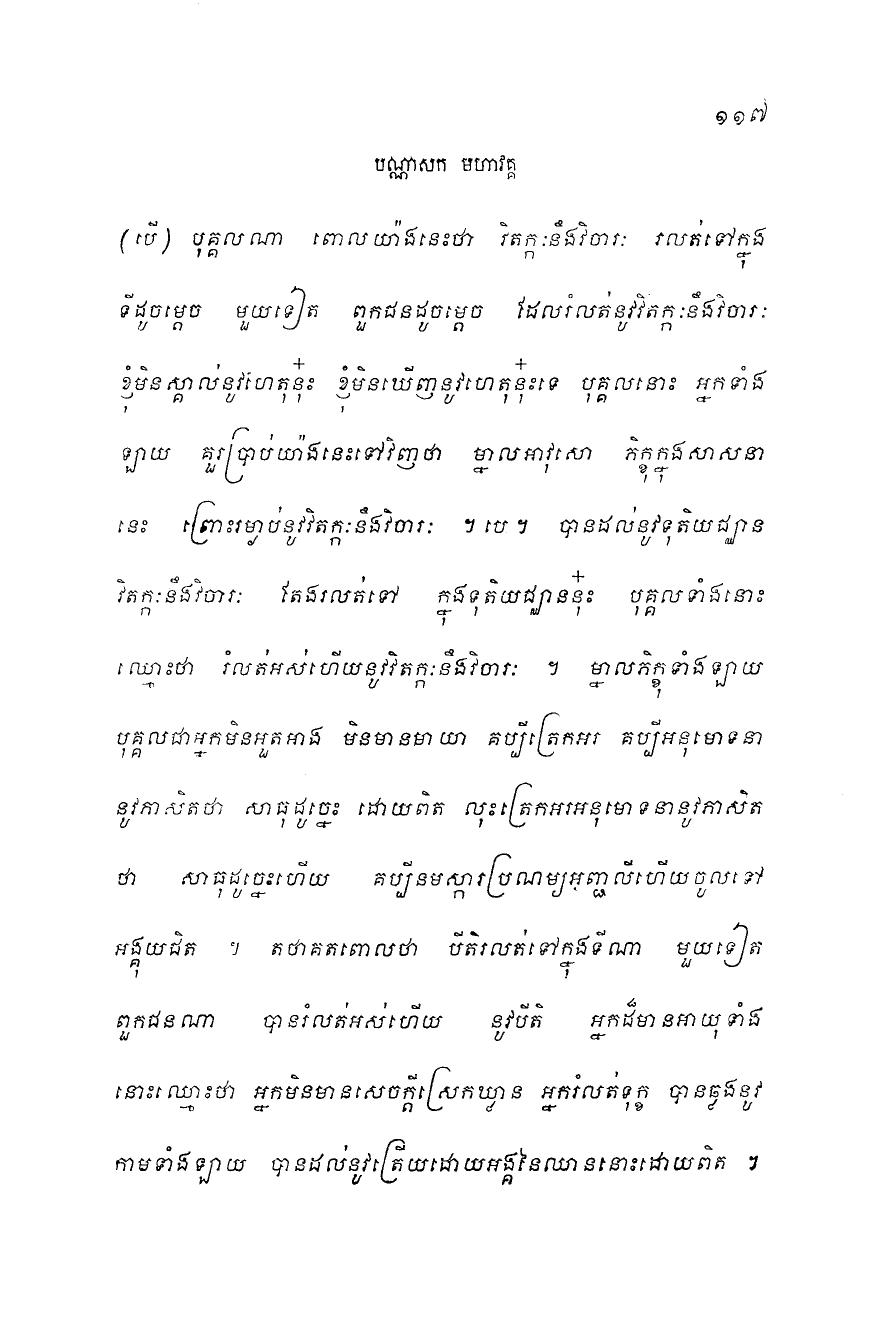 ១១៧
បណ្ណាសក មហាវគ្គ
(បើ) បុគ្គលណា ពោលយ៉ាងនេះថា វិតក្កៈនឹងវិចារៈ រលត់ទៅក្នុង
ទីដូចម្តេច មួយទៀត ពួកជនដូចម្តេច ដែលរំលត់នូវវិតក្កៈនឹងវិចារៈ
ខ្ញុំមិនស្គាល់នូវហេតុនុ៎ះ ខ្ញុំមិនឃើញនូវហេតុនុ៎ះទេ បុគ្គលនោះ អ្នកទាំង
ឡាយ គួរប្រាប់យ៉ាងនេះទៅវិញថា ម្នាលអាវុសោ ភិក្ខុក្នុងសាសនា
នេះ ព្រោះរម្ងាប់នូវវិតក្កៈនឹងវិចារៈ ។ បេ ។ បានដល់នូវទុតិយជ្ឈាន
វិតក្កៈនឹងវិចារៈ តែងរលត់ទៅ ក្នុងទុតិយជ្ឈាននុ៎ះ បុគ្គលទាំងនោះ
ឈ្មោះថា រំលត់អស់ហើយនូវវិតក្កៈនឹងវិចារៈ ។ ម្នាលភិក្ខុទាំងឡាយ
បុគ្គលជាអ្នកមិនអួតអាង មិនមានមាយា គប្បីត្រេកអរ គប្បីអនុមោទនា
នូវភាសិតថា សាធុដូច្នេះ ដោយពិត លុះត្រេកអរអនុមោទនានូវភាសិត
ថា សាធុដូច្នេះហើយ គប្បីនមស្ការប្រណម្យអញ្ជលីហើយចូលទៅ
អង្គុយជិត ។ តថាគតពោលថា បីតិរលត់ទៅក្នុងទីណា មួយទៀត
ពួកជនណា បានរំលត់អស់ហើយ នូវបីតិ អ្នកដ៏មានអាយុទាំង
នោះឈ្មោះថា អ្នកមិនមានសេចក្តីស្រេកឃ្លាន អ្នករំលត់ទុក្ខ បានឆ្លងនូវ
កាមទាំងឡាយ បានដល់នូវត្រើយដោយអង្គនៃឈាននោះដោយពិត ។